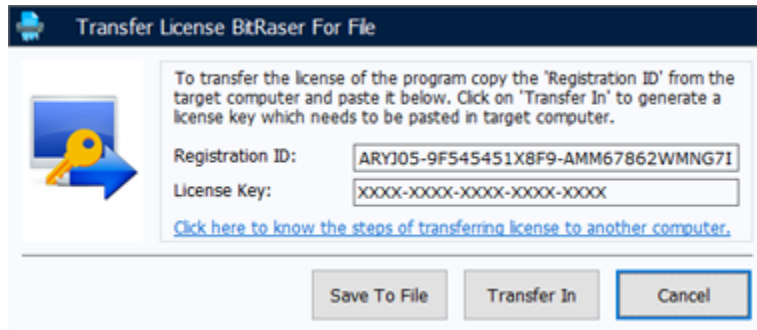 Transfer License BitRaser For File
To transfer the license of the program copy the 'Registration ID' from the
target computer and paste it below. Click on 'Transfer In' to generate a
license key which needs to be pasted in target computer.
Registration ID: ARYJ05-9F545451X8F9-AMM67862WMNG7I
License Key: XXXX-XXXX-XXXX-XXXX-XXXX
Click here to know the steps of transferring license to another computer.
Save To File Transfer In Cancel